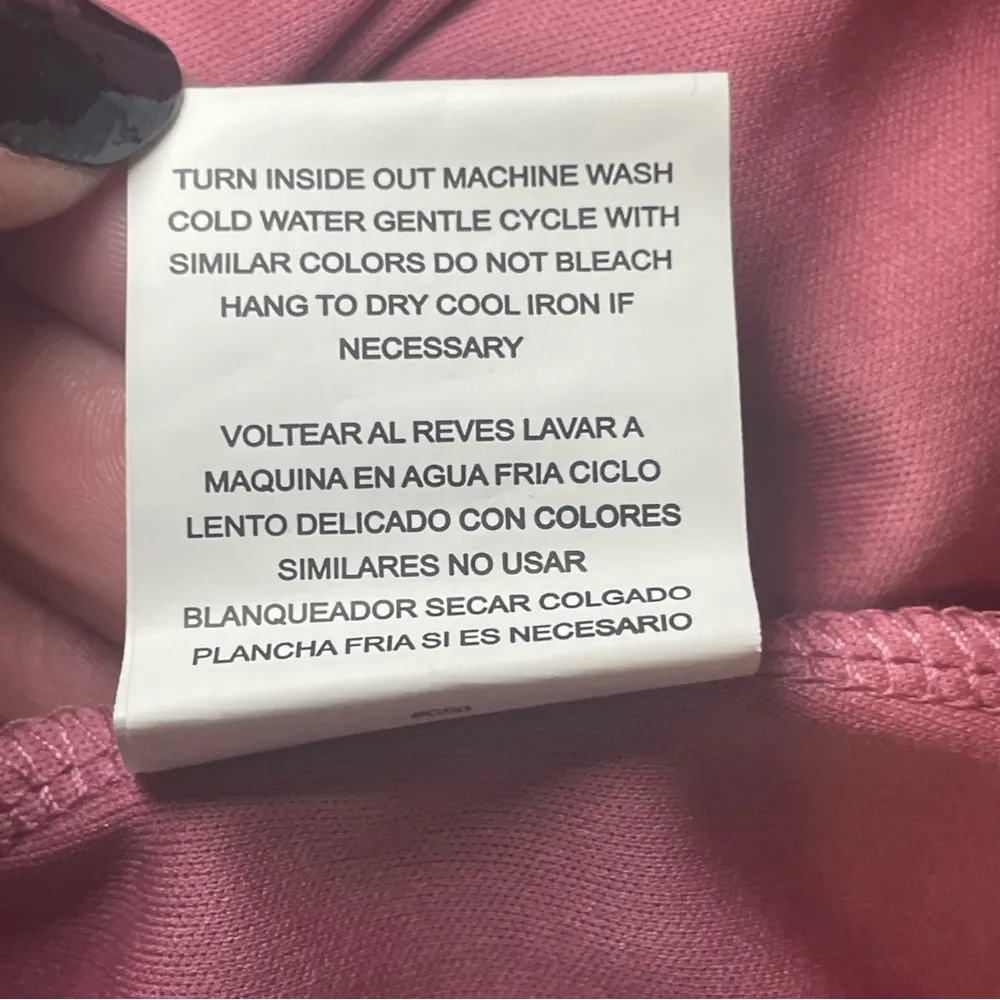 TURN INSIDE OUT MACHINE WASH
COLD WATER GENTLE CYCLE WITH
SIMILAR COLORS DO NOT BLEACH
HANG TO DRY COOL IRON IF
NECESSARY
VOLTEAR AL REVES LAVAR A
MAQUINA EN AGUA FRIA CICLO
LENTO DELICADO CON COLORES
SIMILARES NO USAR
BLANQUEADOR SECAR COLGADO
PLANCHA FRIA SI ES NECESARIO